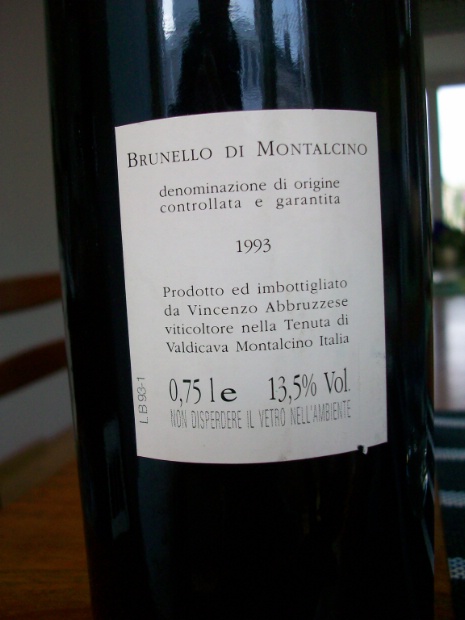 BRUNELLO DI MONTALCINO
denominazione di origine
controllata e garantita
1993
Prodotto ed imbottigliato
da Vincenzo Abbruzzese
viticoltore nella Tenuta di
Valdicava Montalcino Italia
0,75 l e 13,5% Vol.
NON DISPERDERE IL VETRO NELL'AMBIENTE
LB93-1